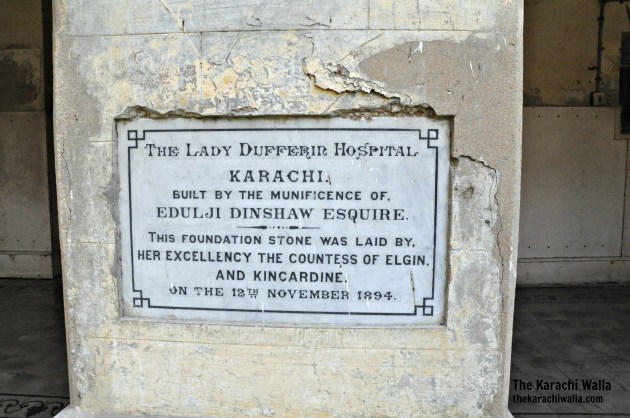 The Lady Dufferin Hospital
KARACHI.
BUILT BY THE MUNIFICENCE OF,
EDULJI DINSHAW ESQUIRE.
THIS FOUNDATION STONE WAS LAID BY,
HER EXCELLENCY THE COUNTESS OF ELGIN,
AND KINCARDINE.
ON THE 12TH NOVEMBER 1894.
The Karachi Walla
thekarachiwalla.com